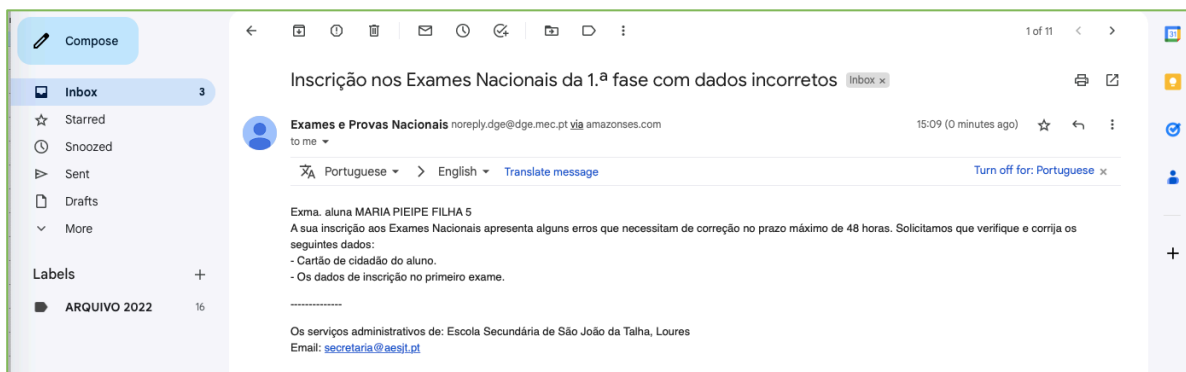 Compose
1 of 11
Inbox 3
Starred
Snoozed
Sent
Drafts
More
Labels
ARQUIVO 2022 16
Inscrição nos Exames Nacionais da 1.ª fase com dados incorretos Inbox x
Exames e Provas Nacionais noreply.dge@dge.mec.pt via amazonses.com 15:09 (0 minutes ago)
to me
Portuguese > English Translate message Turn off for: Portuguese x
Exma. aluna MARIA PIEIPE FILHA 5
A sua inscrição aos Exames Nacionais apresenta alguns erros que necessitam de correção no prazo máximo de 48 horas. Solicitamos que verifique e corrija os
seguintes dados:
- Cartão de cidadão do aluno.
- Os dados de inscrição no primeiro exame.
--------------
Os serviços administrativos de: Escola Secundária de São João da Talha, Loures
Email: secretaria@aesjt.pt
31